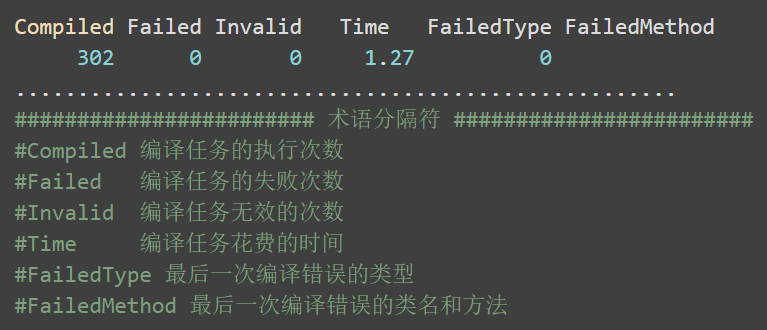 Compiled Failed Invalid   Time   FailedType FailedMethod
     302      0       0     1.27          0
.....................................................
######################## 术语分隔符 ########################
#Compiled 编译任务的执行次数
#Failed   编译任务的失败次数
#Invalid  编译任务无效的次数
#Time     编译任务花费的时间
#FailedType 最后一次编译错误的类型
#FailedMethod 最后一次编译错误的类名和方法